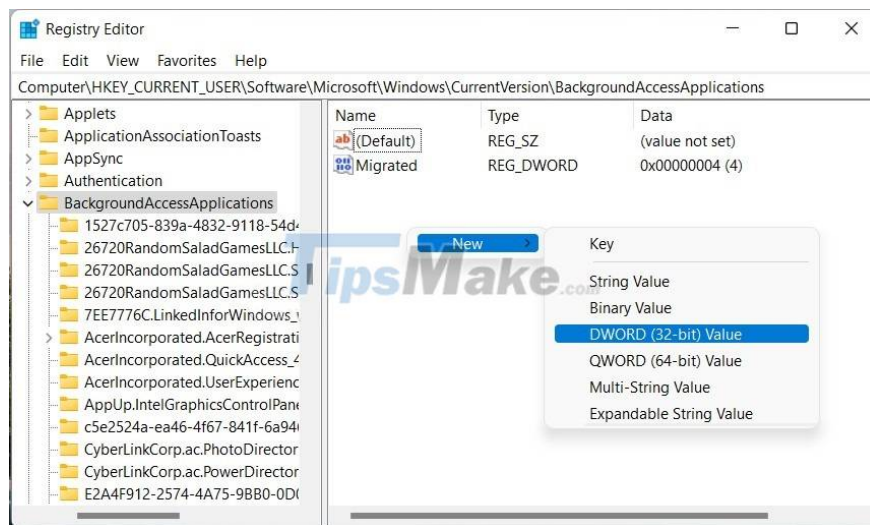 Registry Editor
File Edit View Favorites Help
Computer\HKEY_CURRENT_USER\Software\Microsoft\Windows\CurrentVersion\BackgroundAccessApplications
Applets
ApplicationAssociationToasts
AppSync
Authentication
BackgroundAccessApplications
1527c705-839a-4832-9118-54d4
26720RandomSaladGamesLLC.H
26720RandomSaladGamesLLC.S
26720RandomSaladGamesLLC.S
7EE7776C.LinkedInforWindows_
AcerIncorporated.AcerRegistrati
AcerIncorporated.QuickAccess_4
AcerIncorporated.UserExperienc
AppUp.IntelGraphicsControlPane
c5e2524a-ea46-4f67-841f-6a94
CyberLinkCorp.ac.PhotoDirector
CyberLinkCorp.ac.PowerDirector
E2A4F912-2574-4A75-9BB0-0D
Name Type Data
(Default) REG_SZ (value not set)
Migrated REG_DWORD 0x00000004 (4)
New
Key
String Value
Binary Value
DWORD (32-bit) Value
QWORD (64-bit) Value
Multi-String Value
Expandable String Value
TipsMake.com